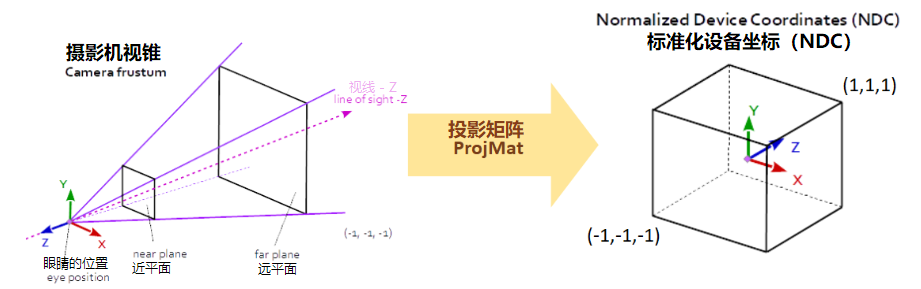 摄影机视锥
Camera frustum
视线 - Z
line of sight -Z
Y
Z
X
眼睛的位置
eye position
near plane
近平面
far plane
远平面
(-1, -1, -1)
投影矩阵
ProjMat
Normalized Device Coordinates (NDC)
标准化设备坐标（NDC）
(1,1,1)
Y
Z
X
(-1,-1,-1)